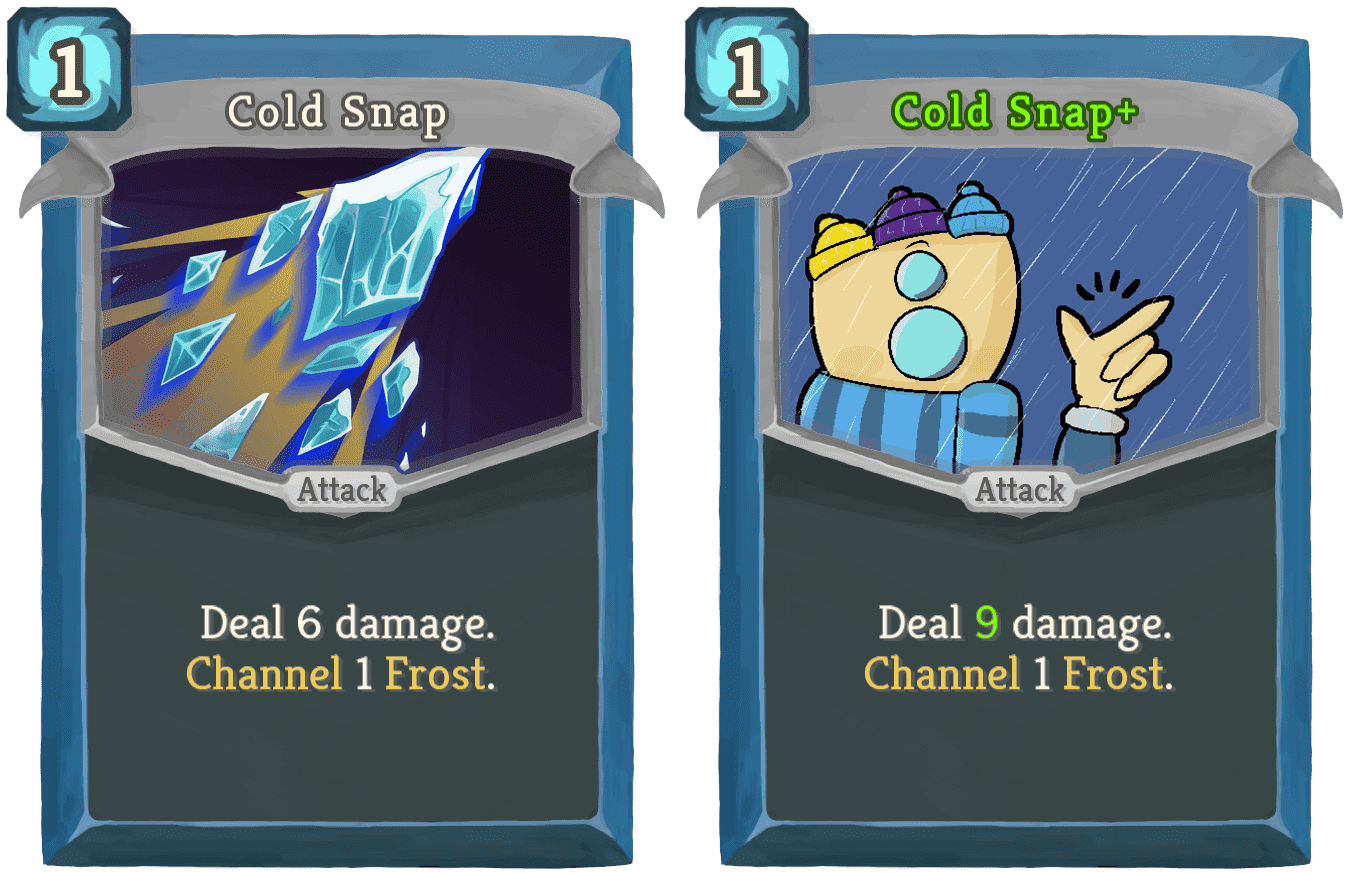 1
Cold Snap
Attack
Deal 6 damage.
Channel 1 Frost.
1
Cold Snap+
Attack
Deal 9 damage.
Channel 1 Frost.